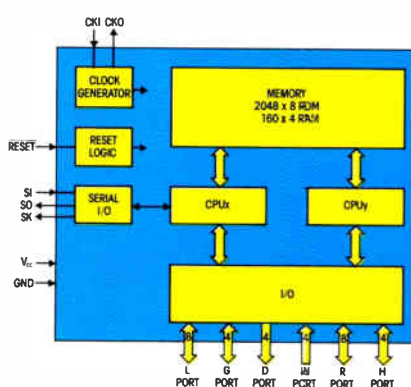 CKI CKO
CLOCK
GENERATOR
MEMORY
2048 x 8 ROM
160 x 4 RAM
RESET
RESET
LOGIC
SI
SO
SK
SERIAL
I/O
CPUx
CPUy
Vcc
GND
I/O
8 4 4 4 8 4
L G D R H
PORT PORT PORT PORT PORT PORT